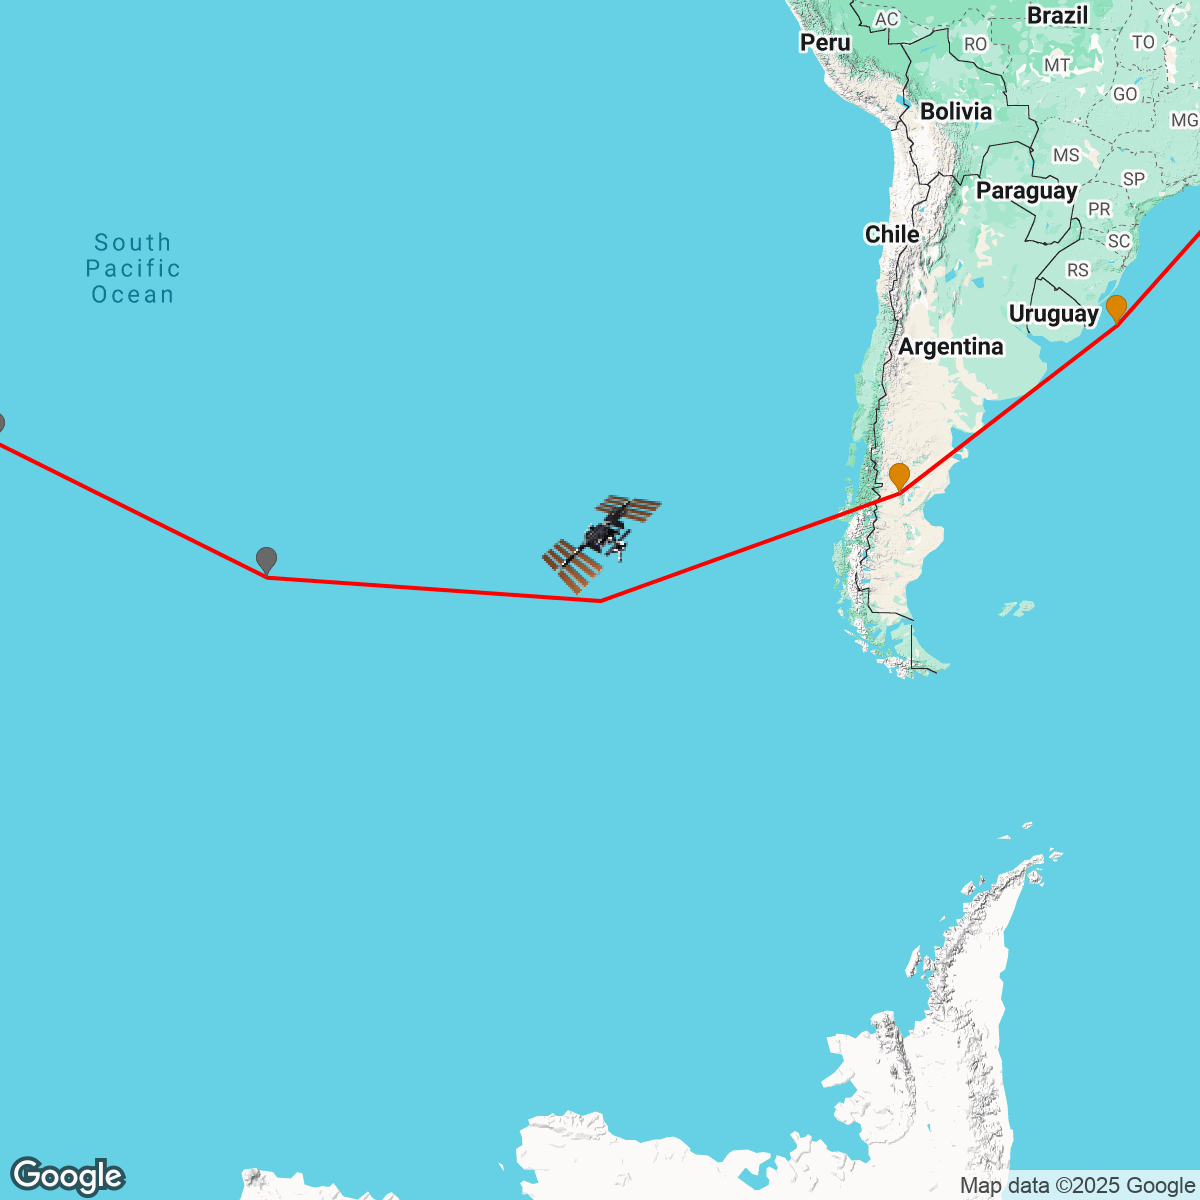 AC
Brazil
Peru
RO
TO
MT
GO
Bolivia
MG
MS
SP
Paraguay
PR
Chile
SC
South
Pacific
Ocean
RS
Uruguay
Argentina
Google
Map data ©2025 Google